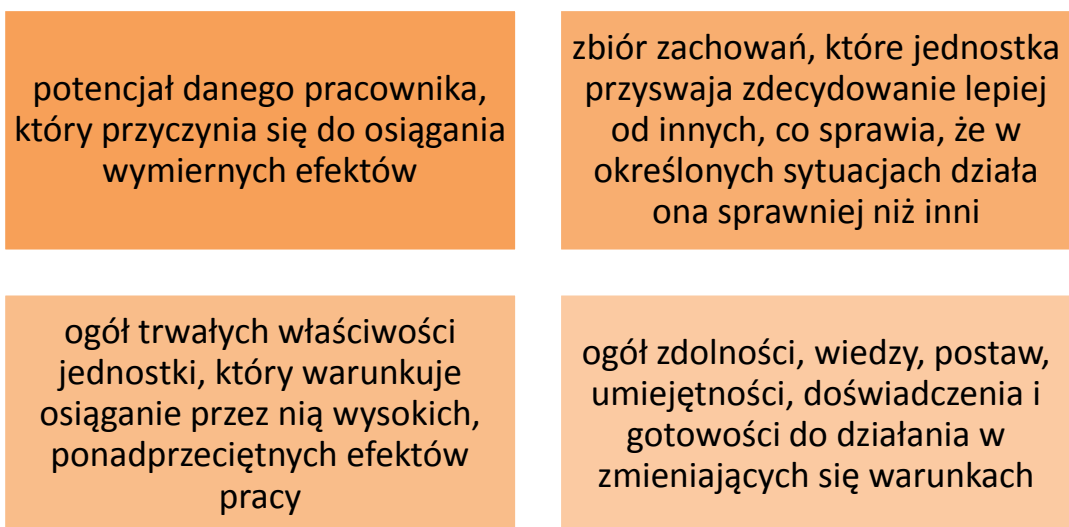 potencjał danego pracownika,
który przyczynia się do osiągania
wymiernych efektów
zbiór zachowań, które jednostka
przyswaja zdecydowanie lepiej
od innych, co sprawia, że w
określonych sytuacjach działa
ona sprawniej niż inni
ogół trwałych właściwości
jednostki, który warunkuje
osiąganie przez nią wysokich,
ponadprzeciętnych efektów
pracy
ogół zdolności, wiedzy, postaw,
umiejętności, doświadczenia i
gotowości do działania w
zmieniających się warunkach